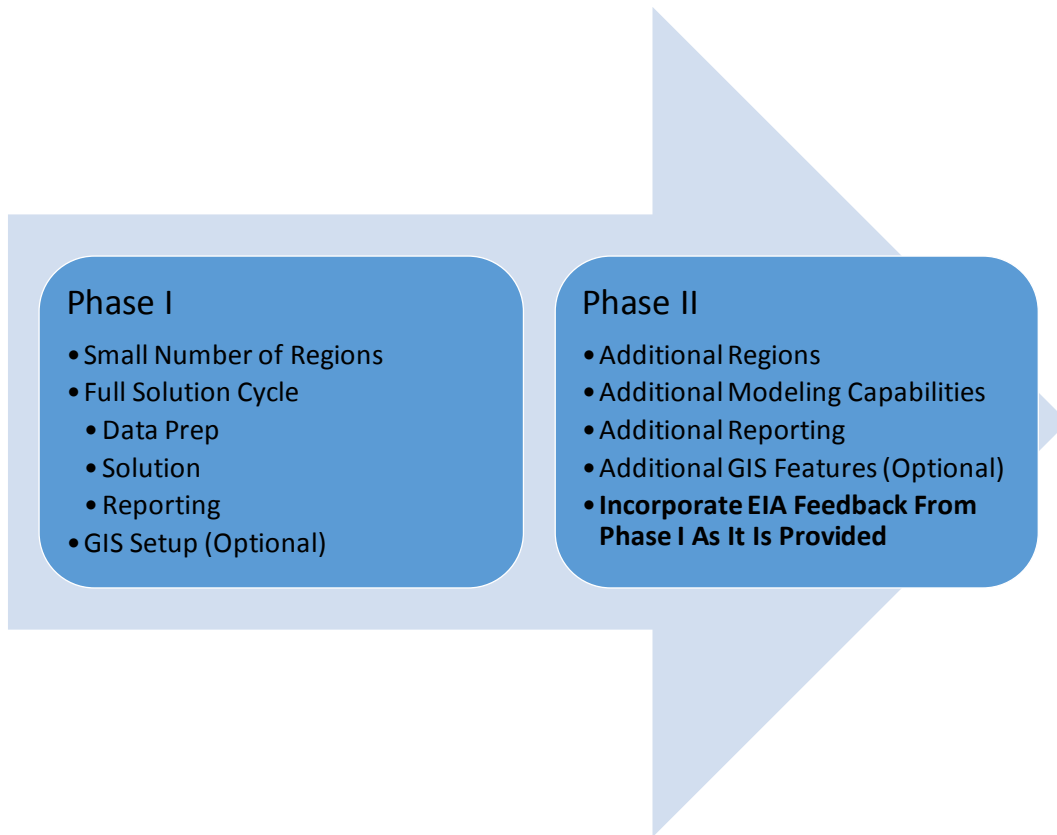 Phase I
• Small Number of Regions
• Full Solution Cycle
• Data Prep
• Solution
• Reporting
• GIS Setup (Optional)
Phase II
• Additional Regions
• Additional Modeling Capabilities
• Additional Reporting
• Additional GIS Features (Optional)
• Incorporate EIA Feedback From
Phase I As It Is Provided